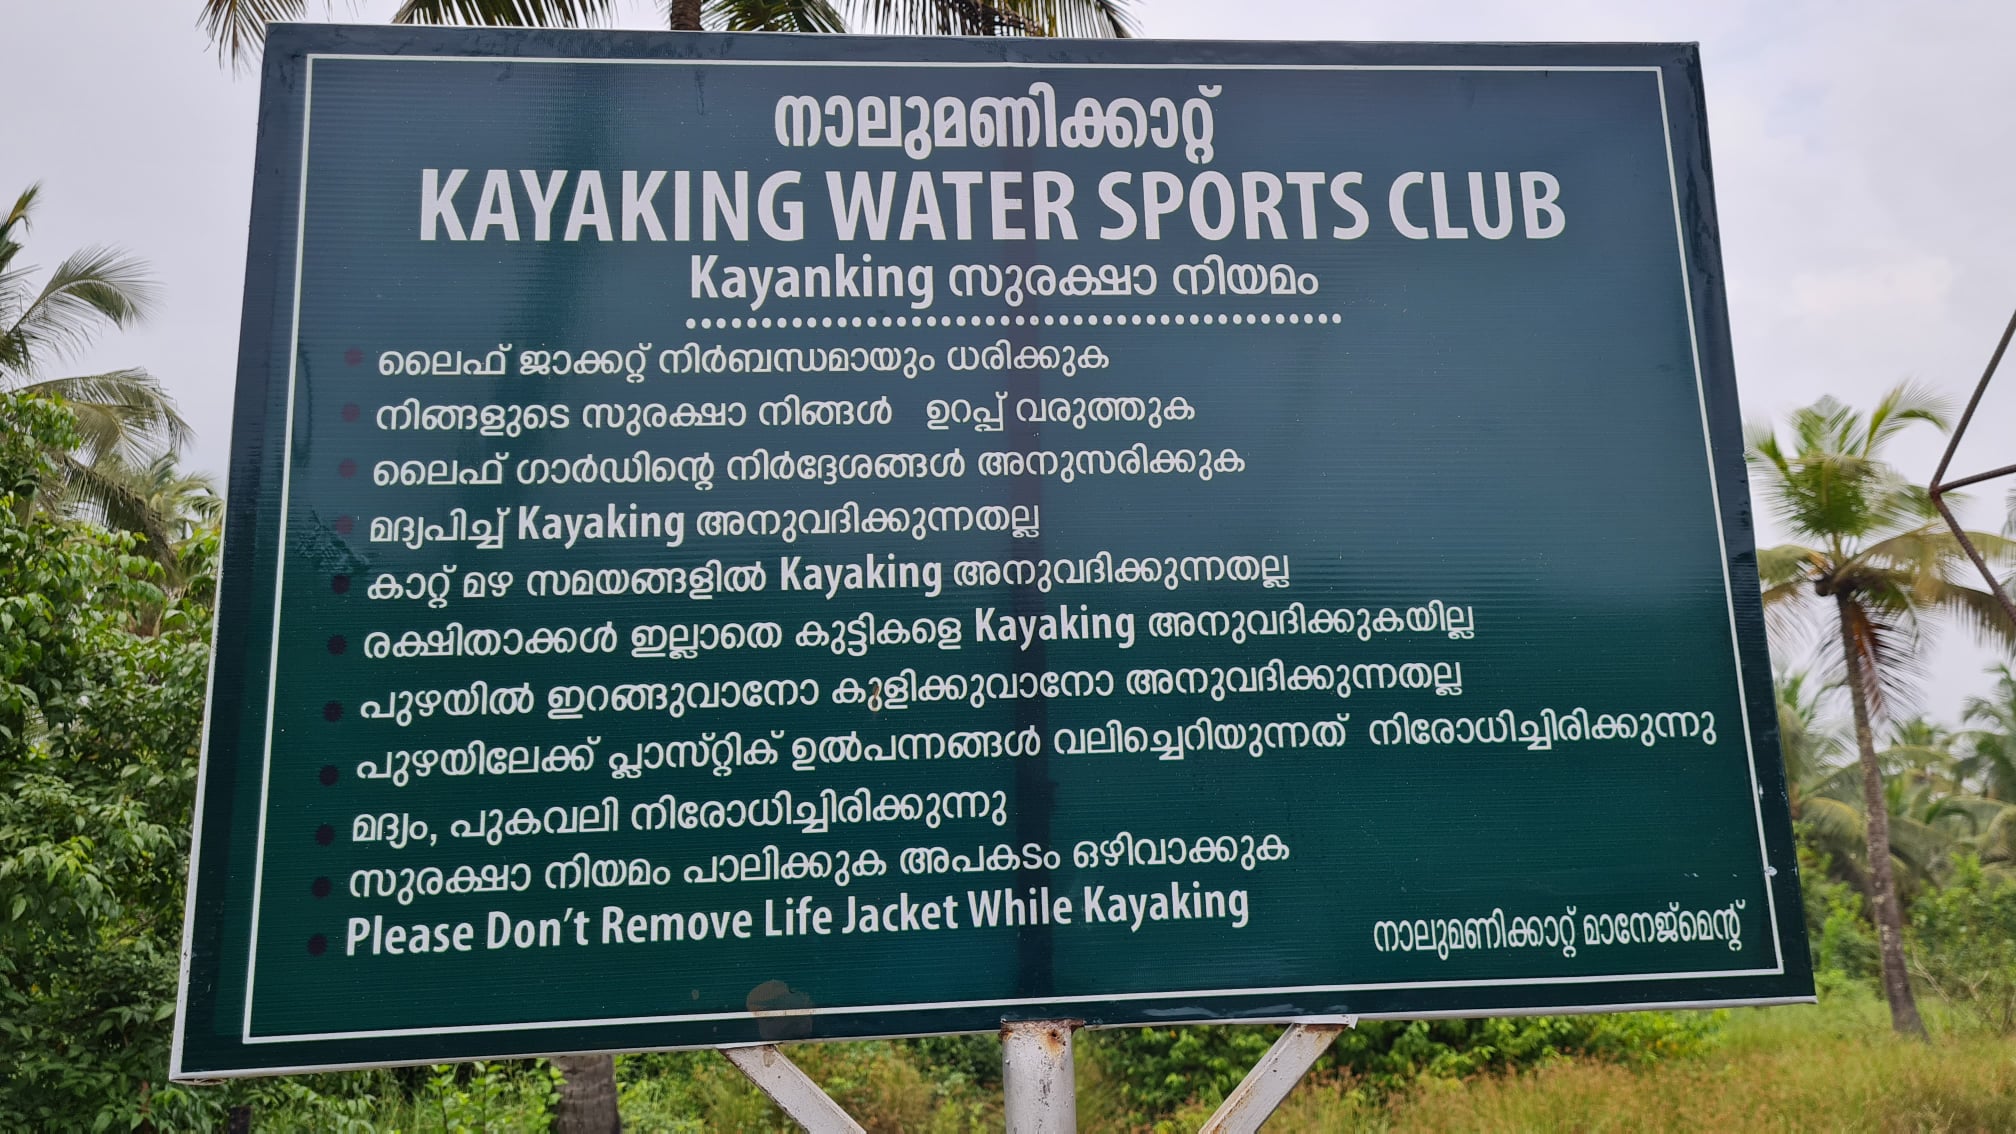 നാലുമണിക്കാറ്റ്
KAYAKING WATER SPORTS CLUB
Kayanking സുരക്ഷാ നിയമം
ലൈഫ് ജാക്കറ്റ് നിർബന്ധമായും ധരിക്കുക
നിങ്ങളുടെ സുരക്ഷാ നിങ്ങൾ ഉറപ്പ് വരുത്തുക
ലൈഫ് ഗാർഡിന്റെ നിർദ്ദേശങ്ങൾ അനുസരിക്കുക
മദ്യപിച്ച് Kayaking അനുവദിക്കുന്നതല്ല
കാറ്റ് മഴ സമയങ്ങളിൽ Kayaking അനുവദിക്കുന്നതല്ല
രക്ഷിതാക്കൾ ഇല്ലാതെ കുട്ടികളെ Kayaking അനുവദിക്കുകയില്ല
പുഴയിൽ ഇറങ്ങുവാനോ കുളിക്കുവാനോ അനുവദിക്കുന്നതല്ല
പുഴയിലേക്ക് പ്ലാസ്റ്റിക് ഉൽപന്നങ്ങൾ വലിച്ചെറിയുന്നത് നിരോധിച്ചിരിക്കുന്നു
മദ്യം, പുകവലി നിരോധിച്ചിരിക്കുന്നു
സുരക്ഷാ നിയമം പാലിക്കുക അപകടം ഒഴിവാക്കുക
Please Don't Remove Life Jacket While Kayaking
നാലുമണിക്കാറ്റ് മാനേജ്മെന്റ്